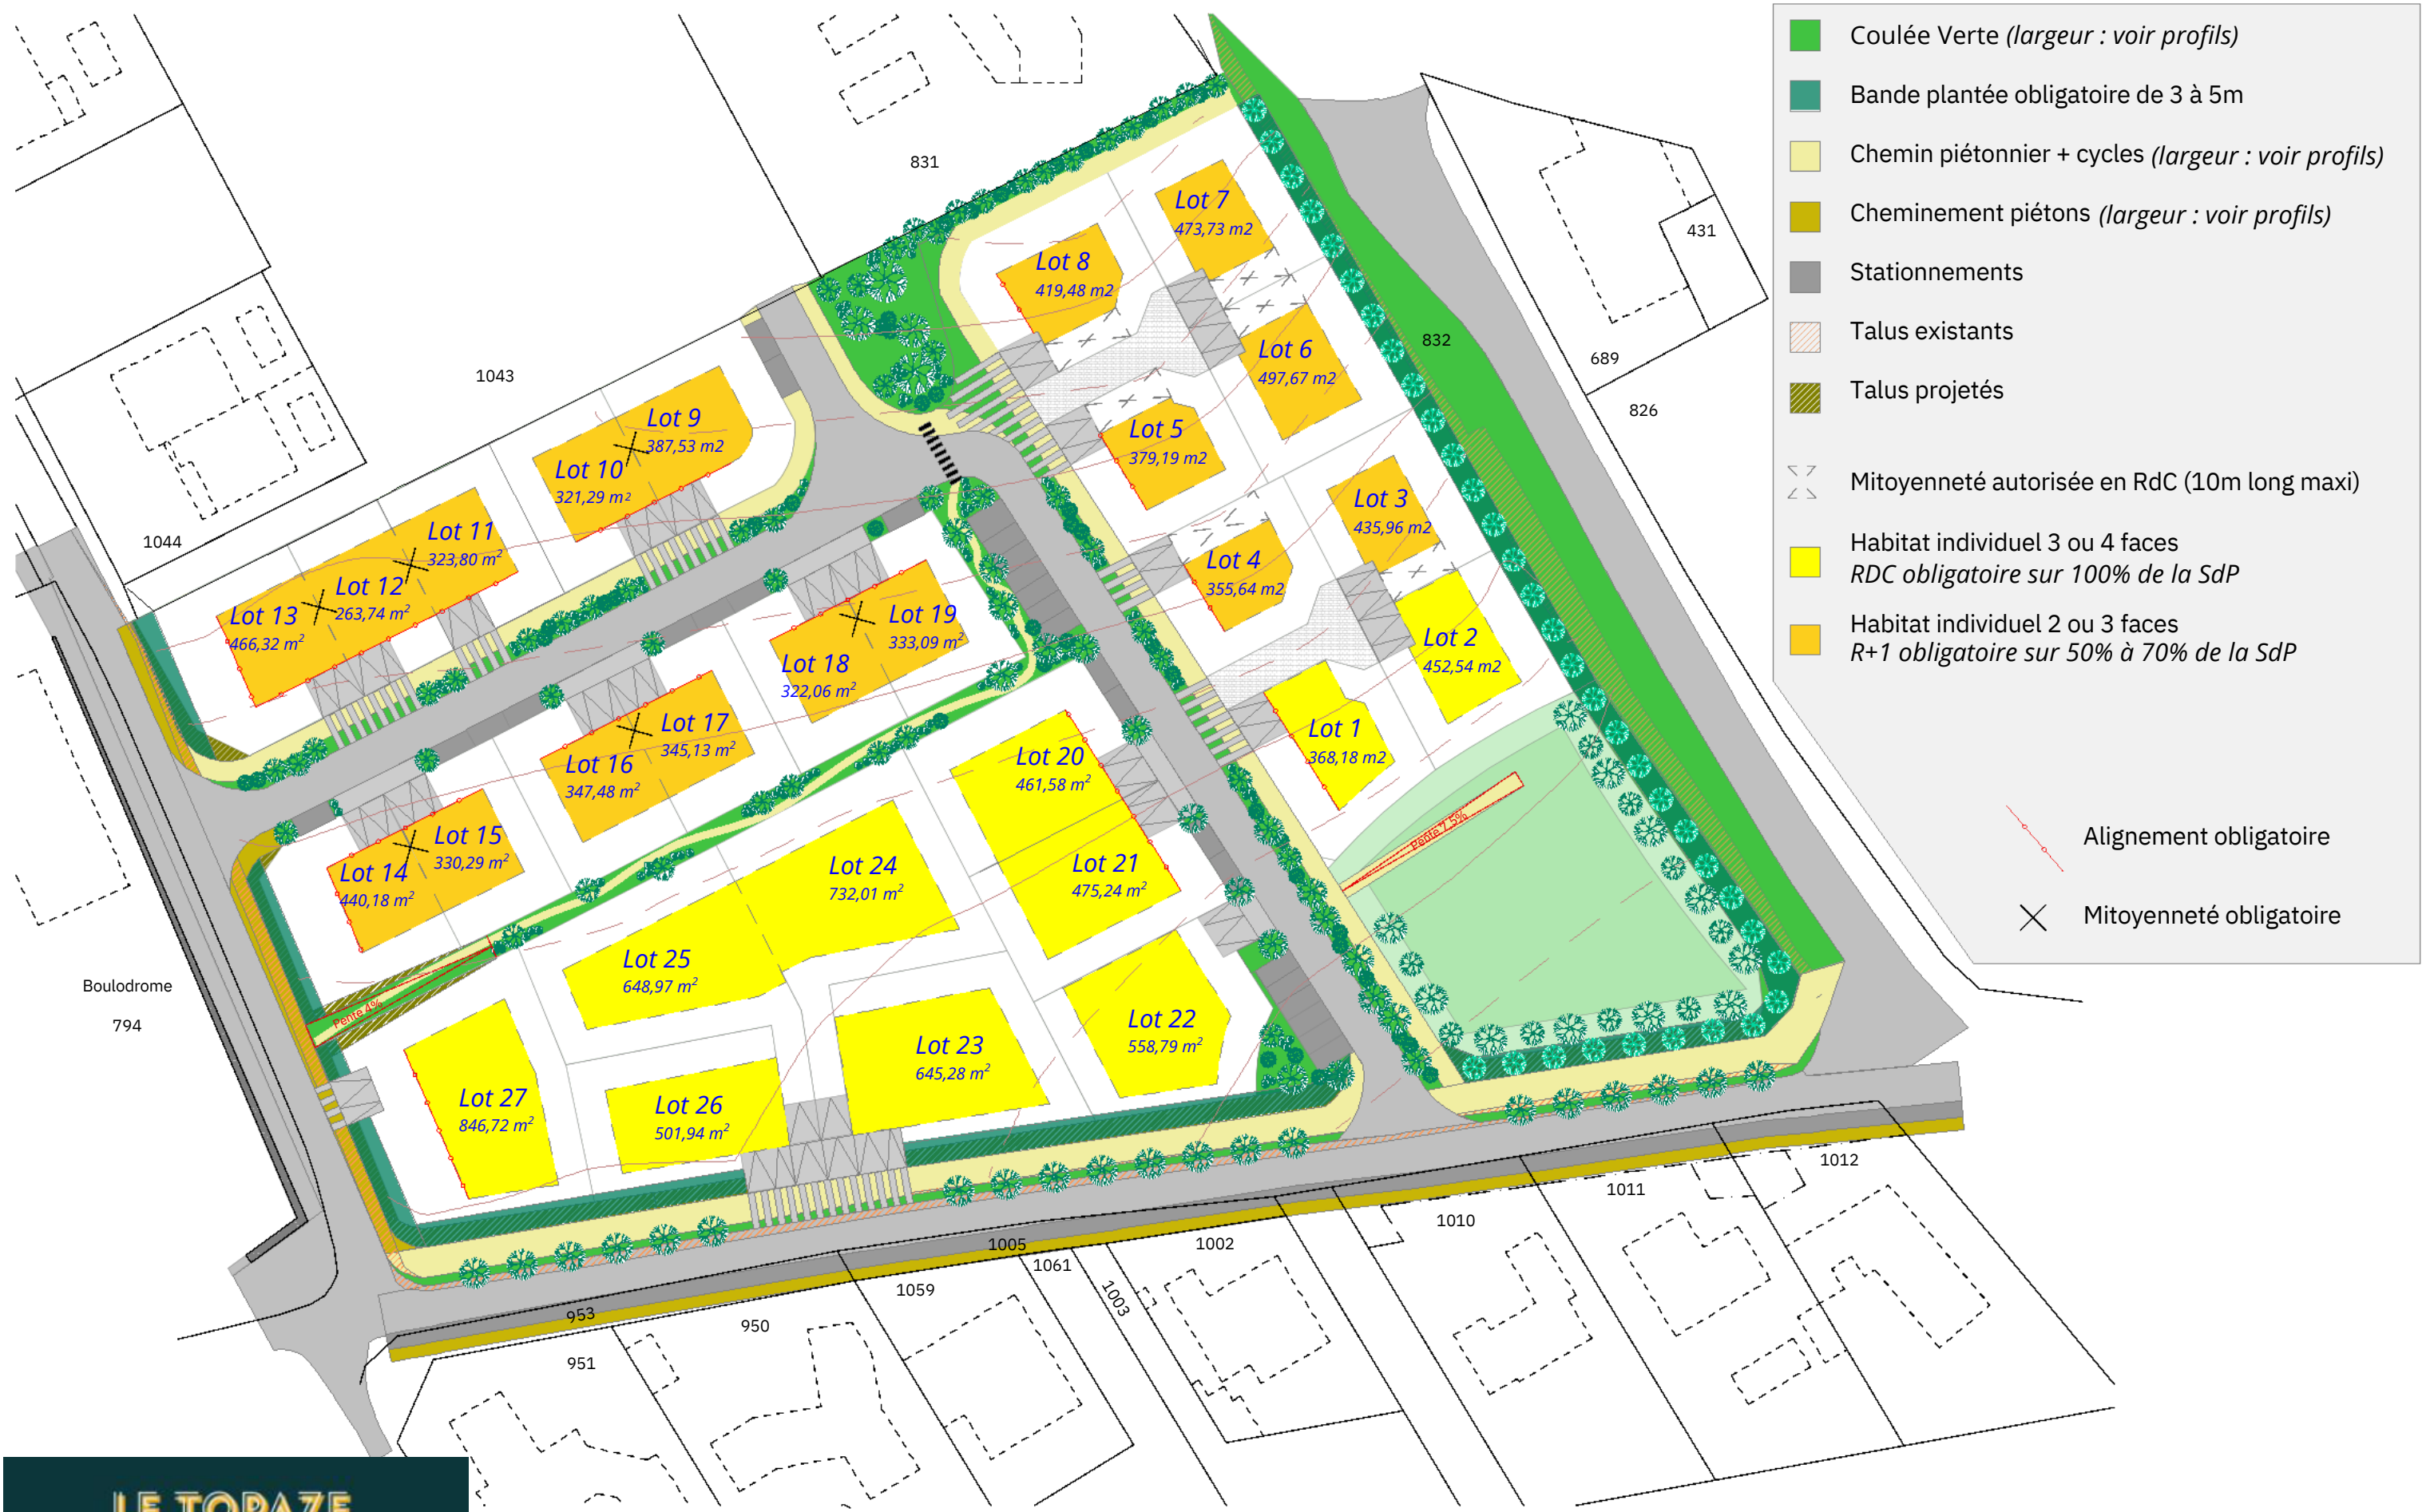 Coulée Verte (largeur : voir profils)
Bande plantée obligatoire de 3 à 5m
Chemin piétonnier + cycles (largeur : voir profils)
Cheminement piétons (largeur : voir profils)
Stationnements
Talus existants
Talus projetés
Mitoyenneté autorisée en RdC (10m long maxi)
Habitat individuel 3 ou 4 faces
RDC obligatoire sur 100% de la SdP
Habitat individuel 2 ou 3 faces
R+1 obligatoire sur 50% à 70% de la SdP
Alignement obligatoire
Mitoyenneté obligatoire
831
Lot 7
473,73 m2
431
Lot 8
419,48 m2
832
689
Lot 6
497,67 m2
1043
826
Lot 9
387,53 m2
Lot 10
321,29 m²
Lot 5
379,19 m2
Lot 3
435,96 m2
1044
Lot 11
323,80 m²
Lot 12
263,74 m²
Lot 13
466,32 m²
Lot 4
355,64 m2
Lot 19
333,09 m²
Lot 18
322,06 m²
Lot 2
452,54 m2
Lot 17
345,13 m²
Lot 16
347,48 m²
Lot 1
368,18 m2
Lot 20
461,58 m²
Lot 15
330,29 m²
Lot 14
440,18 m²
Pente 7,5%
Lot 24
732,01 m²
Lot 21
475,24 m²
Lot 25
648,97 m²
Boulodrome
794
Pente 4%
Lot 22
558,79 m²
Lot 23
645,28 m²
Lot 27
846,72 m²
Lot 26
501,94 m²
1012
1011
1010
1002
1005
1061
1059
1003
953
950
951
LE TOPAZE